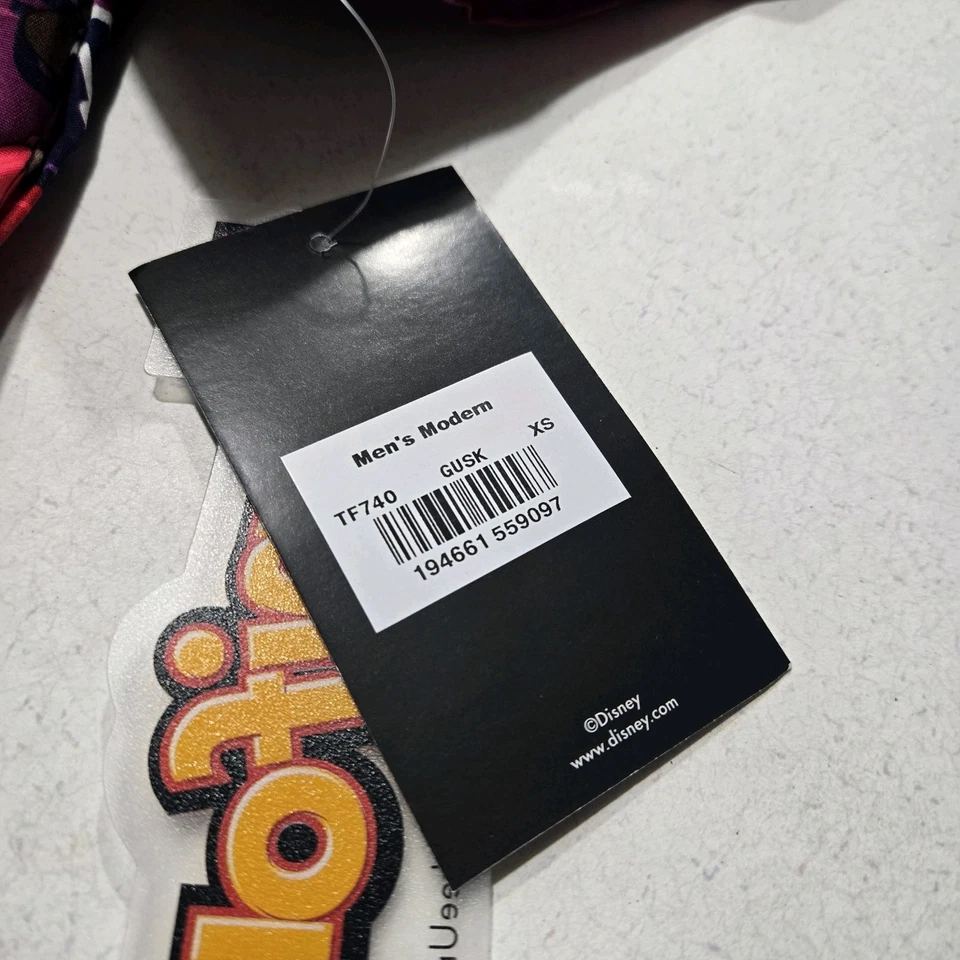 Men's Modern
GUSK
XS
TF740
194661 559097
©Disney
www.disney.com